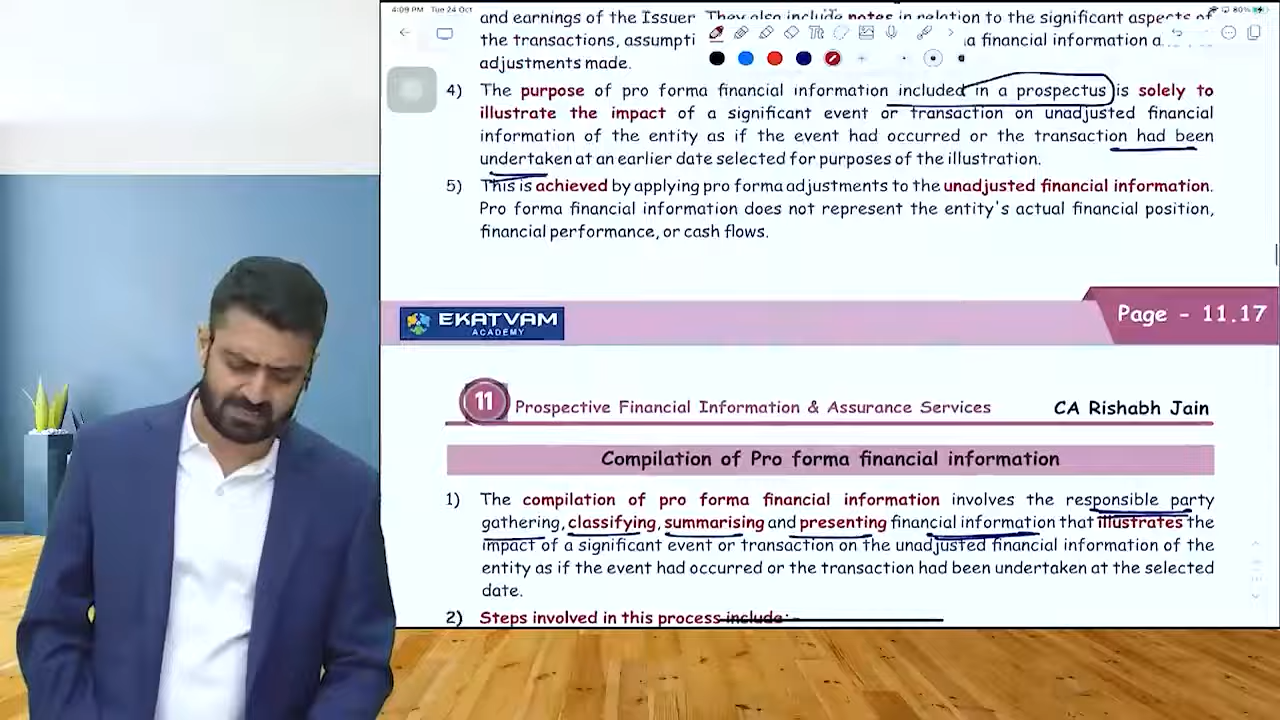 4:09 PM Tue 24 Oct
80%
and earnings of the Issuer They also include notes in relation to the significant aspects of
the transactions, assumpti a financial information a
adjustments made.
4) The purpose of pro forma financial information included in a prospectus is solely to
illustrate the impact of a significant event or transaction on unadjusted financial
information of the entity as if the event had occurred or the transaction had been
undertaken at an earlier date selected for purposes of the illustration.
5) This is achieved by applying pro forma adjustments to the unadjusted financial information.
Pro forma financial information does not represent the entity's actual financial position,
financial performance, or cash flows.
EKATVAM
ACADEMY
Page - 11.17
11 Prospective Financial Information & Assurance Services CA Rishabh Jain
Compilation of Pro forma financial information
1) The compilation of pro forma financial information involves the responsible party
gathering, classifying, summarising and presenting financial information that illustrates the
impact of a significant event or transaction on the unadjusted financial information of the
entity as if the event had occurred or the transaction had been undertaken at the selected
date.
2) Steps involved in this process include:-